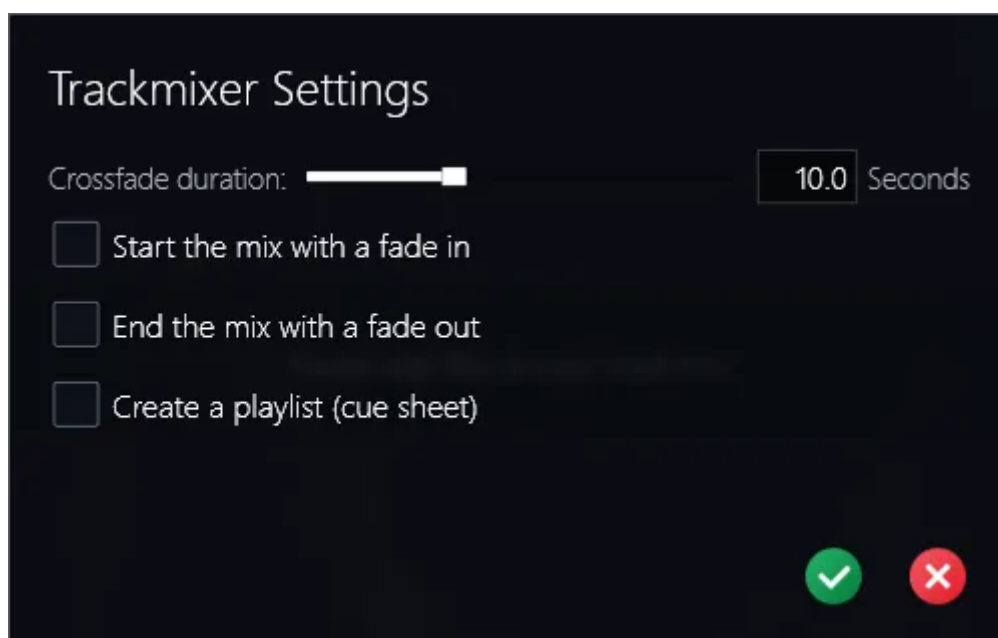 Trackmixer Settings
Crossfade duration: 10.0 Seconds
Start the mix with a fade in
End the mix with a fade out
Create a playlist (cue sheet)